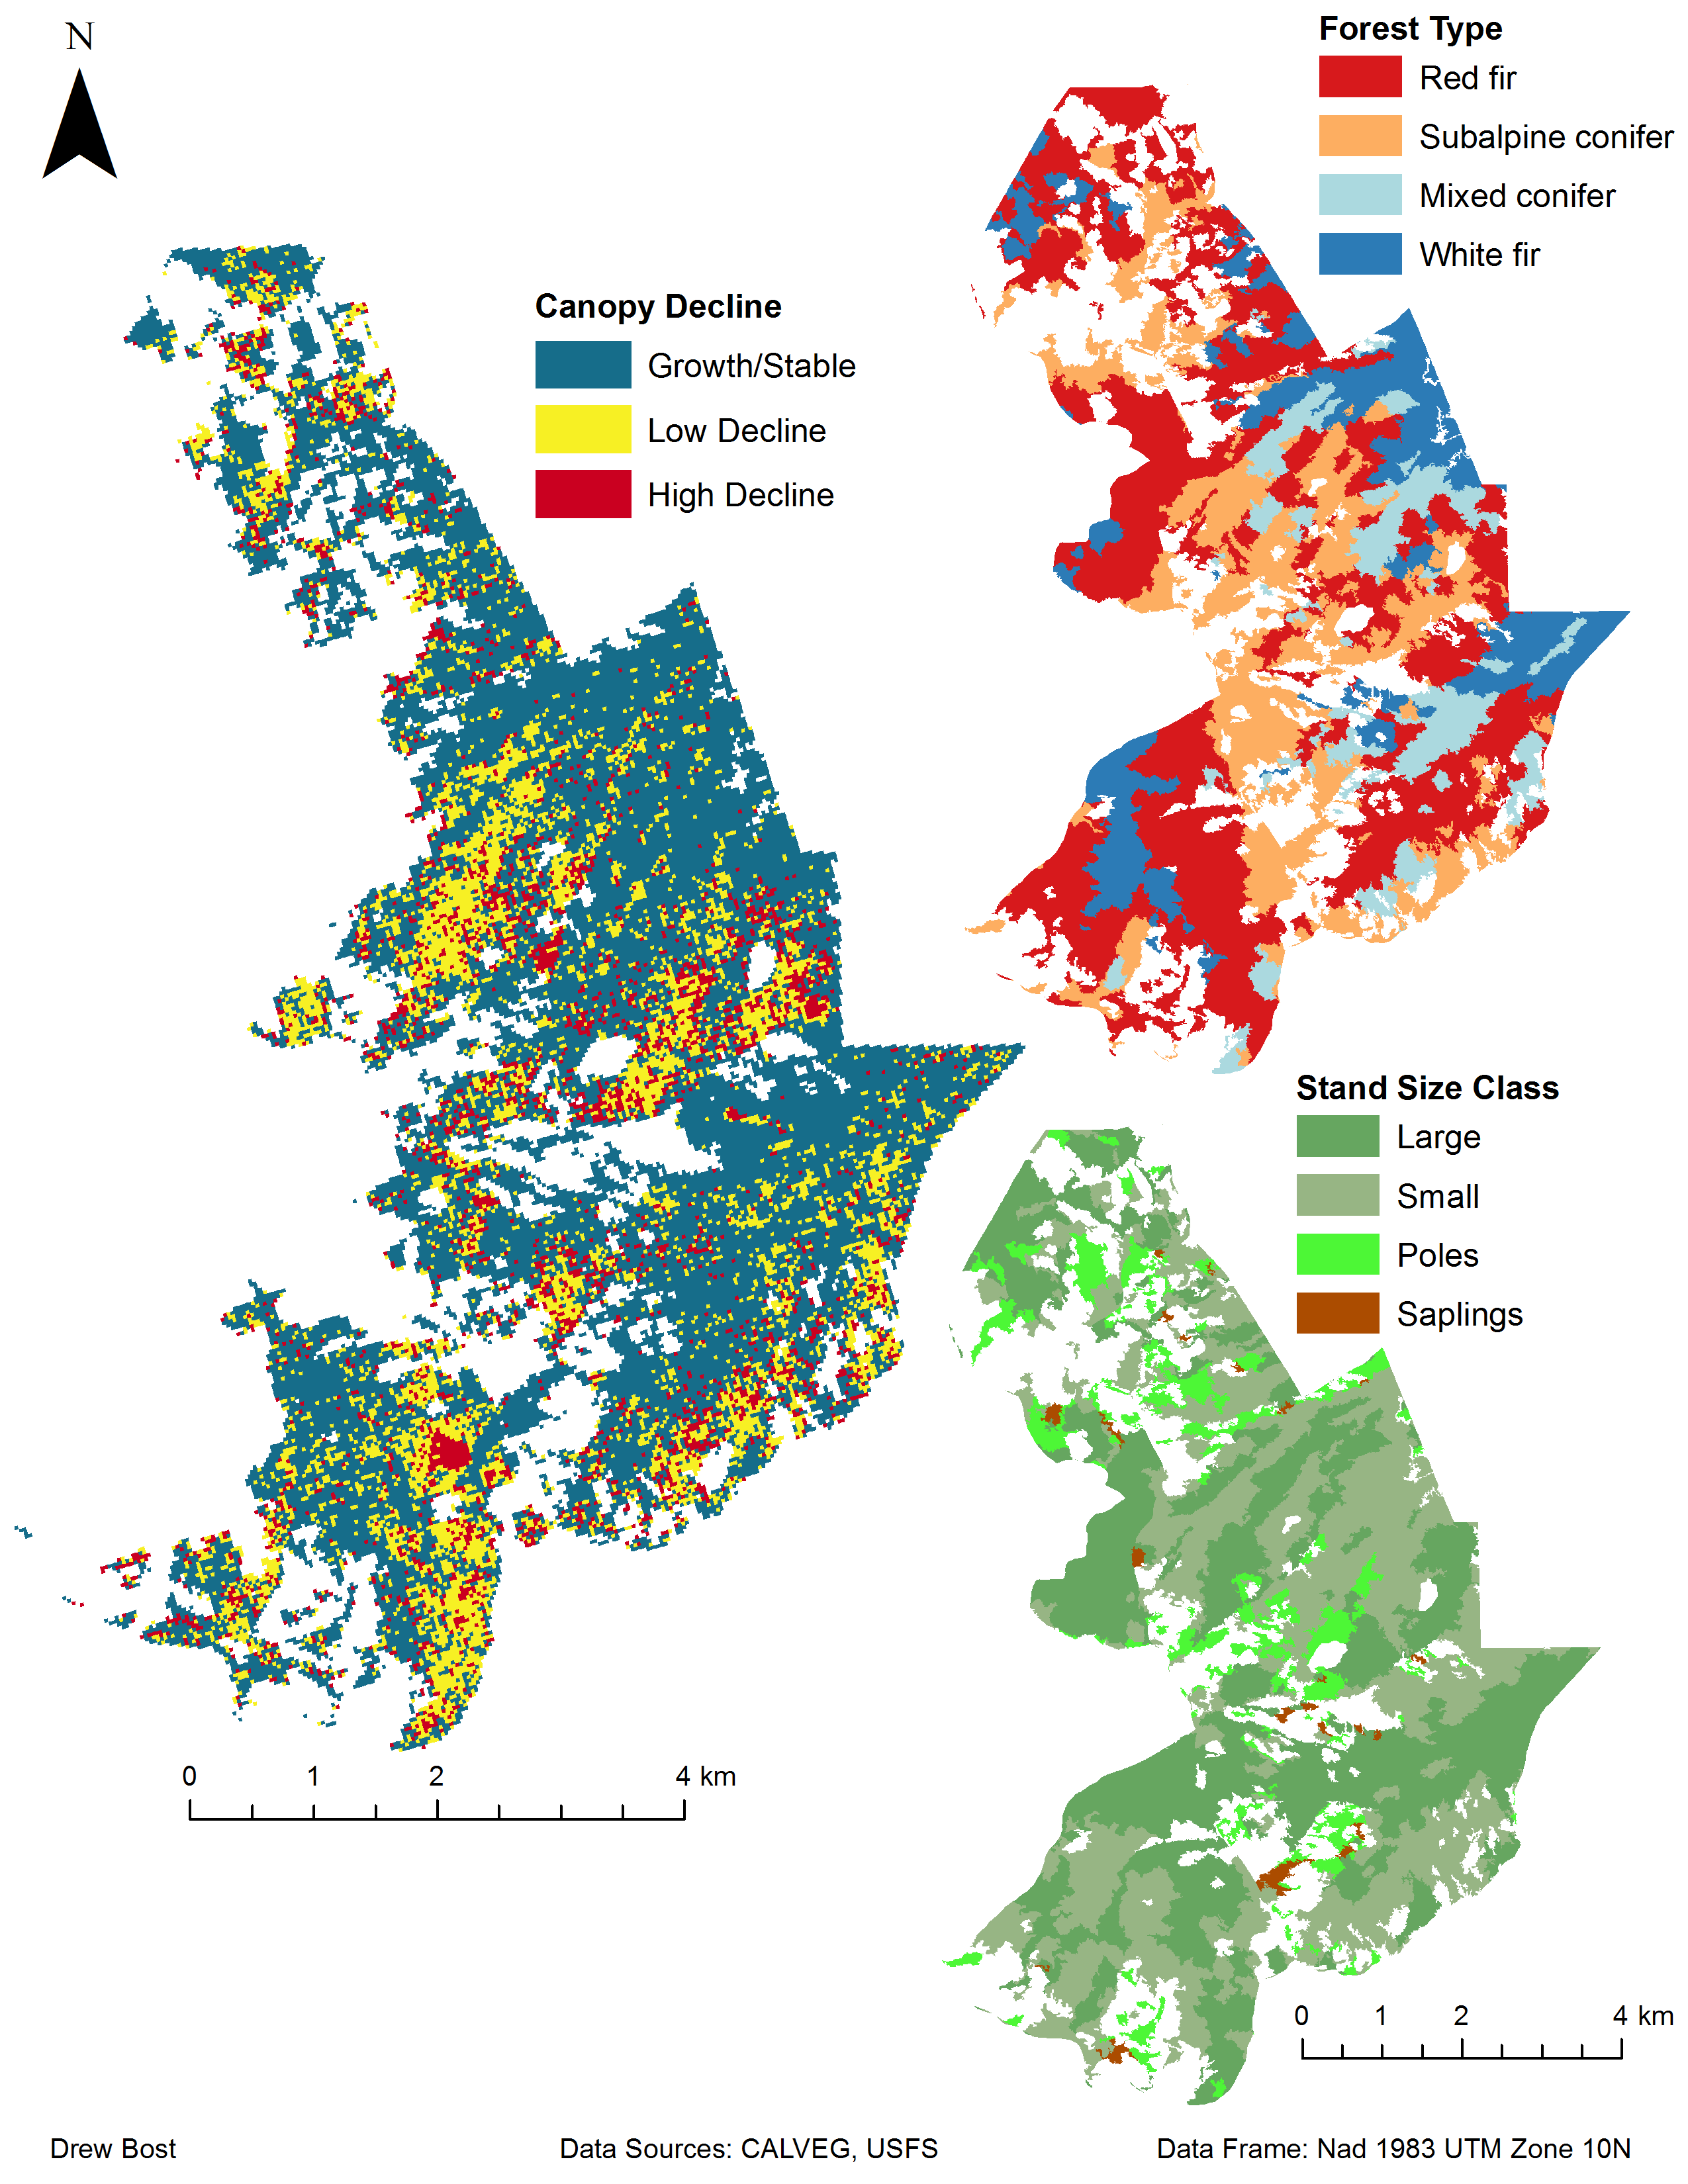 N
Forest Type
Red fir
Subalpine conifer
Mixed conifer
White fir
Canopy Decline
Growth/Stable
Low Decline
High Decline
Stand Size Class
Large
Small
Poles
Saplings
0 1 2 4 km
0 1 2 4 km
Drew Bost
Data Sources: CALVEG, USFS
Data Frame: Nad 1983 UTM Zone 10N